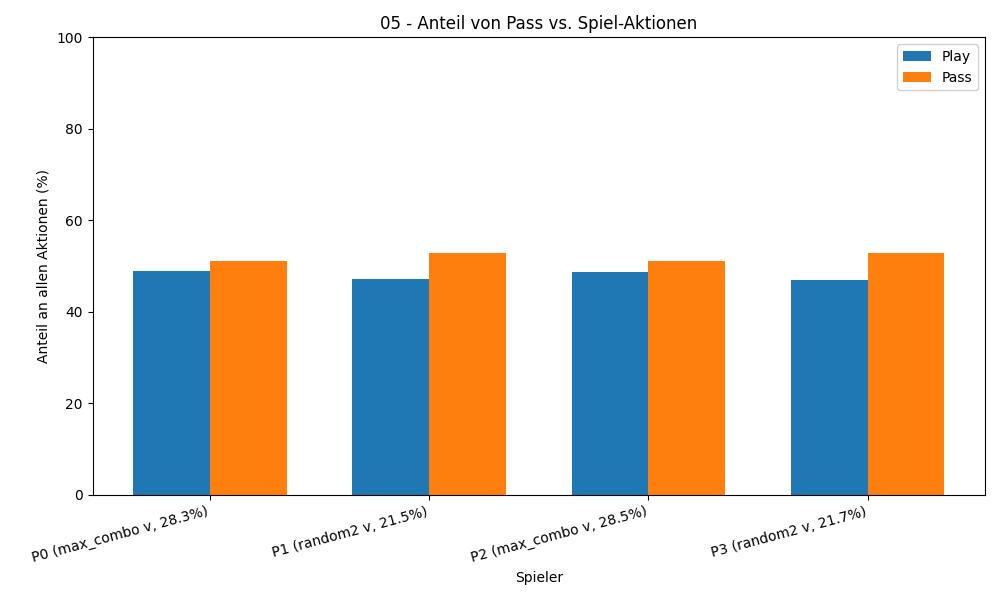 05 - Anteil von Pass vs. Spiel-Aktionen
Play
Pass
Anteil an allen Aktionen (%)
100
80
60
40
20
0
P0 (max_combo v, 28.3%)
P1 (random2 v, 21.5%)
P2 (max_combo v, 28.5%)
P3 (random2 v, 21.7%)
Spieler